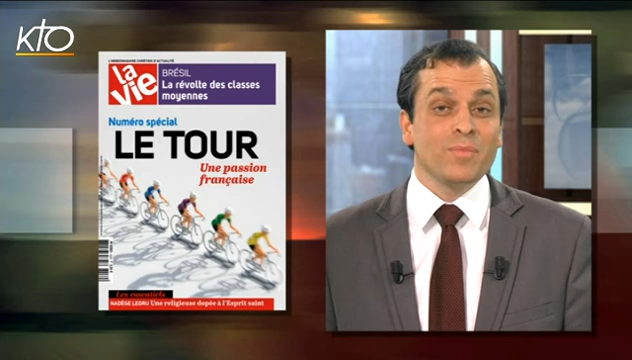 kto
L'HEBDOMADAIRE CHRÉTIEN D'ACTUALITÉ
la
vie
BRÉSIL
La révolte des classes
moyennes
Numéro spécial
LE TOUR
Une passion
française
Les essentiels
NADÈGE LEDRU Une religieuse dopée à l'Esprit saint